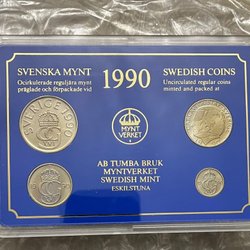 SVENSKA MYNT
Ocirkulerade reguljära mynt
präglade och förpackade vid
1990
SWEDISH COINS
Uncirculated regular coins
minted and packed at
SVERIGE 1990
MYNT
VERKET
AB TUMBA BRUK
MYNTVERKET
SWEDISH MINT
ESKILSTUNA